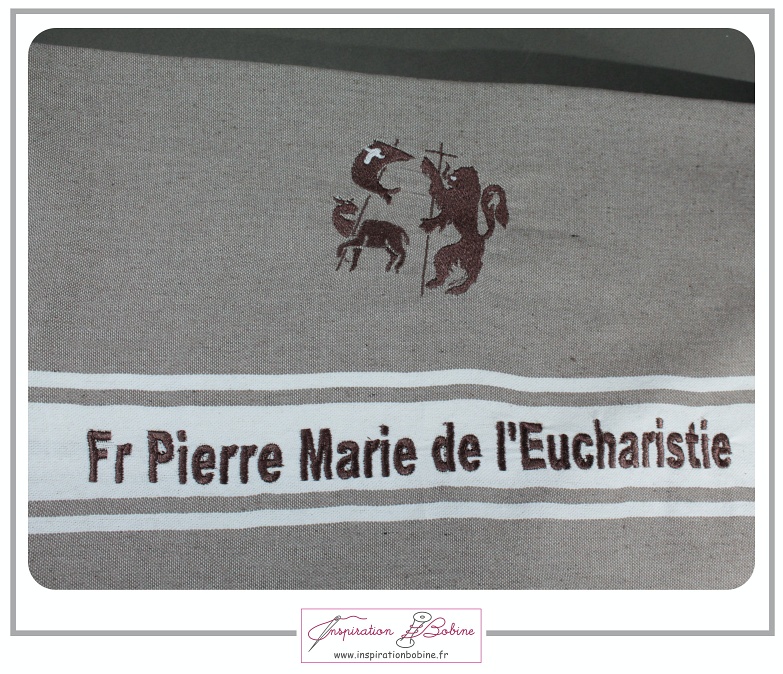 Fr Pierre Marie de l'Eucharistie
Inspiration Bobine
www.inspirationbobine.fr